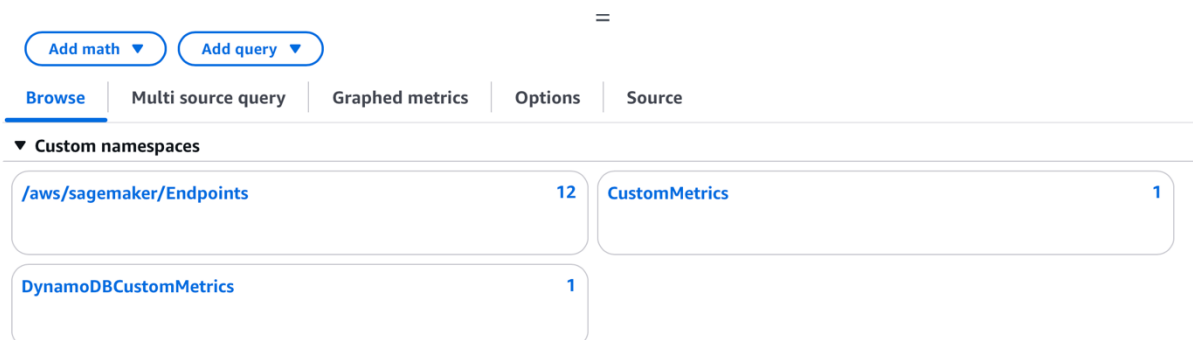 =
Add math ▼ Add query ▼
Browse Multi source query Graphed metrics Options Source
▼ Custom namespaces
/aws/sagemaker/Endpoints 12 CustomMetrics 1
DynamoDBCustomMetrics 1